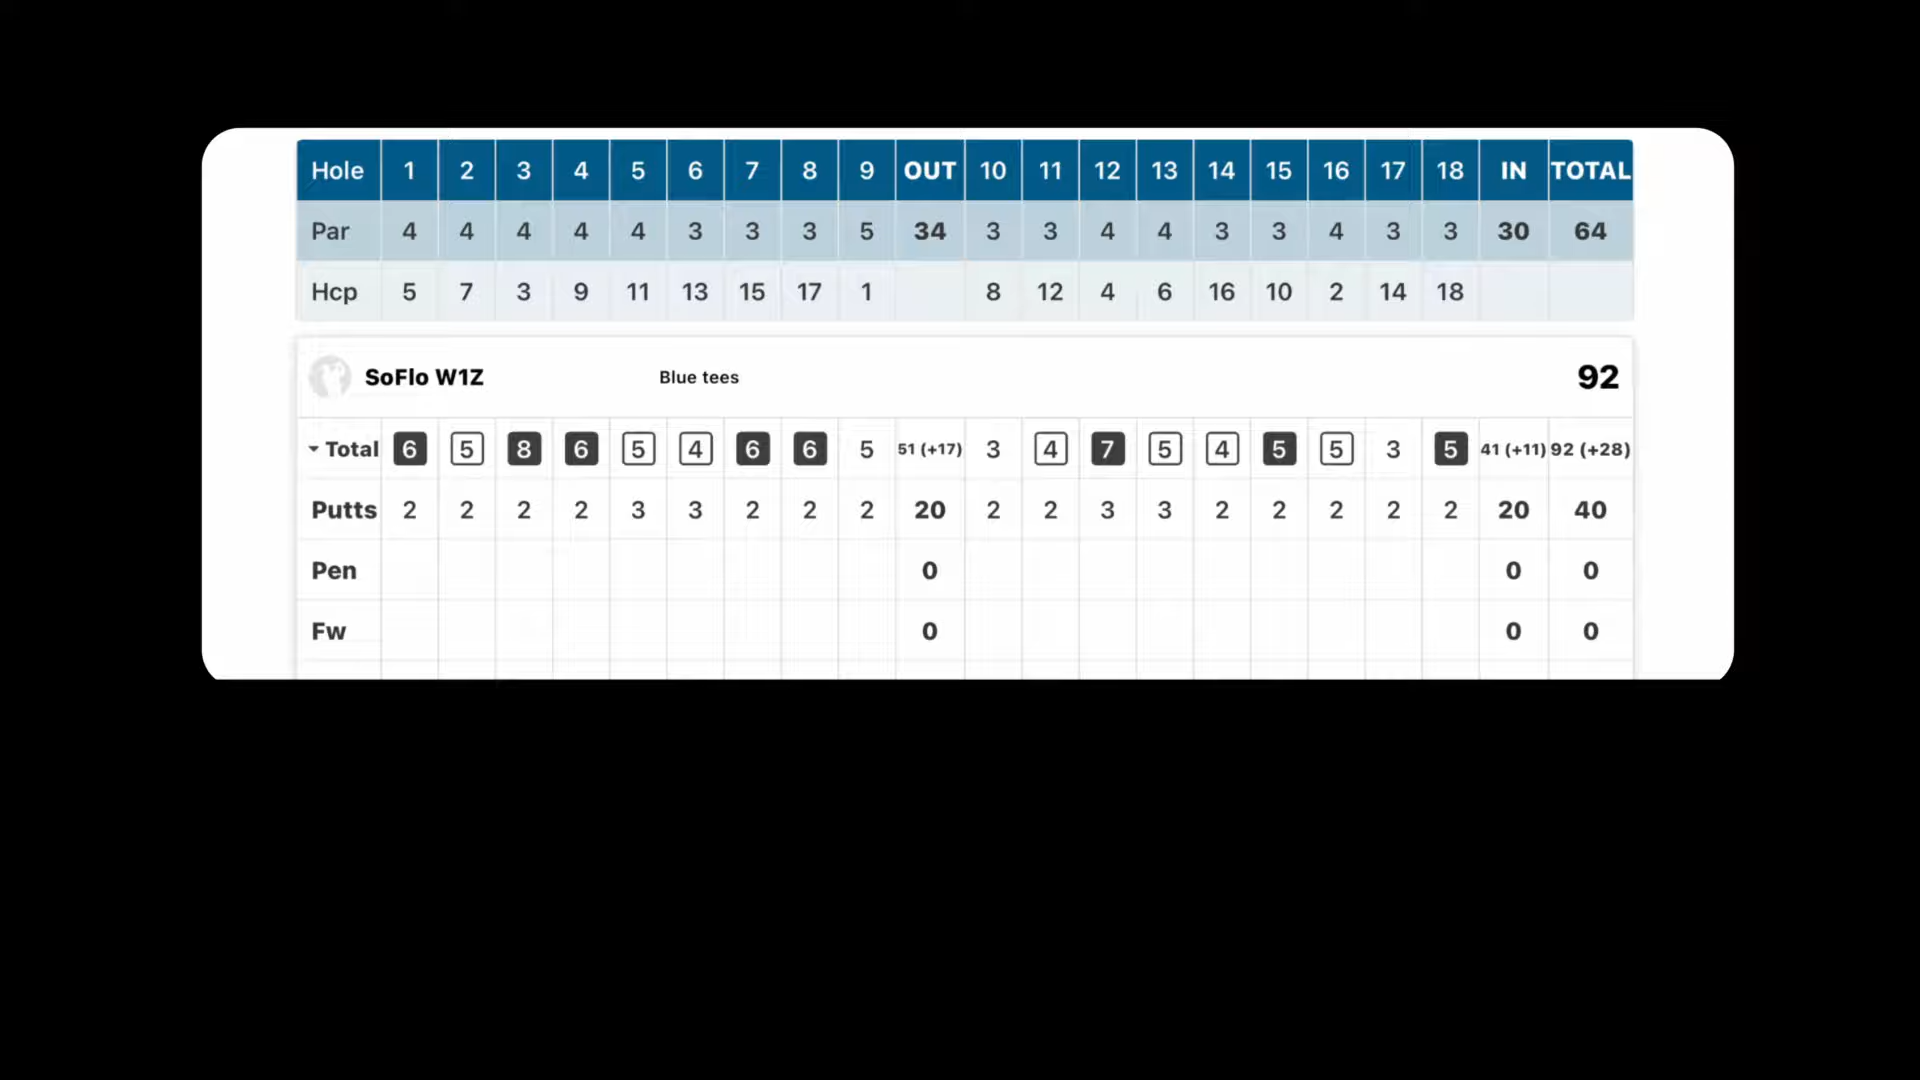 Hole 1 2 3 4 5 6 7 8 9 OUT 10 11 12 13 14 15 16 17 18 IN TOTAL
Par 4 4 4 4 4 3 3 3 5 34 3 3 4 4 3 3 4 3 3 30 64
Hcp 5 7 3 9 11 13 15 17 1 8 12 4 6 16 10 2 14 18
SoFlo W1Z Blue tees 92
Total 6 5 8 6 5 4 6 6 5 51 (+17) 3 4 7 5 4 5 5 3 5 41 (+11) 92 (+28)
Putts 2 2 2 2 3 3 2 2 2 20 2 2 3 3 2 2 2 2 2 20 40
Pen 0 0 0
Fw 0 0 0